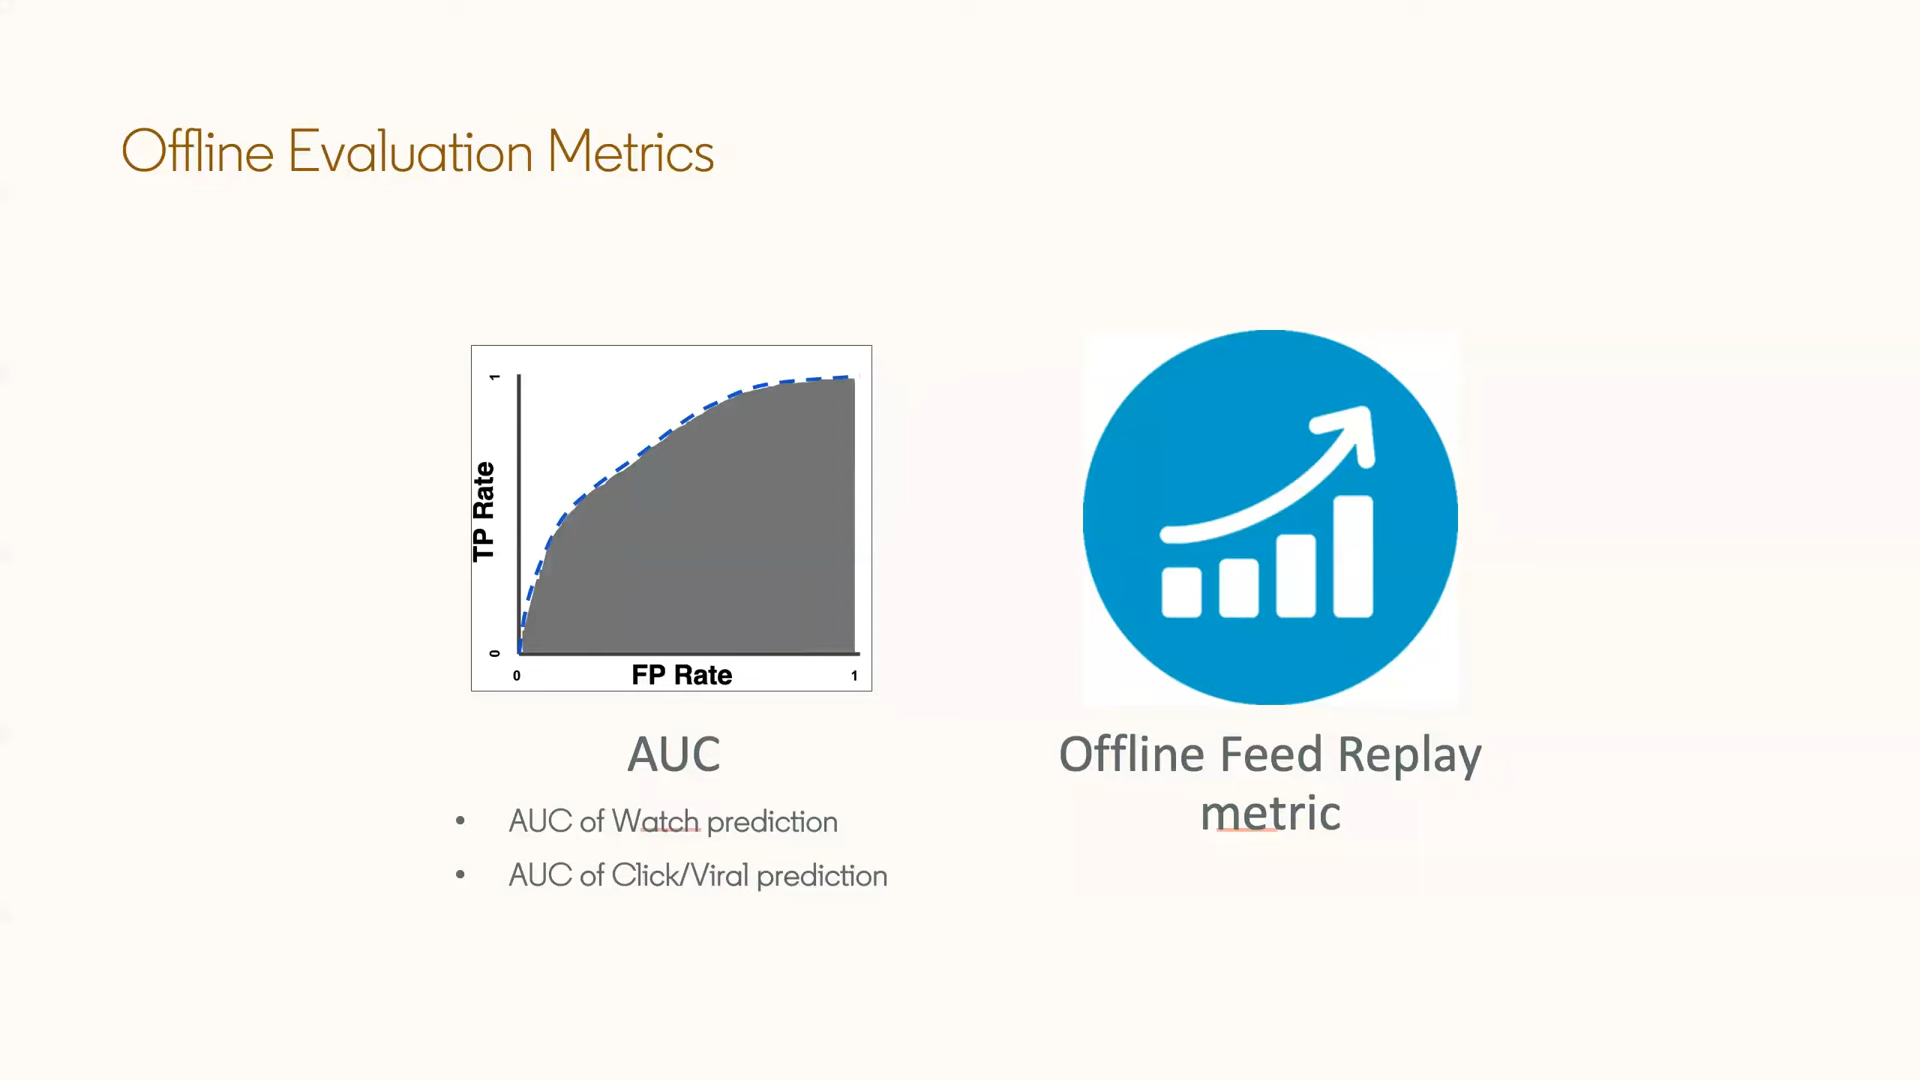 Offline Evaluation Metrics
1
TP Rate
0
0
FP Rate
1
AUC
• AUC of Watch prediction
• AUC of Click/Viral prediction
Offline Feed Replay
metric